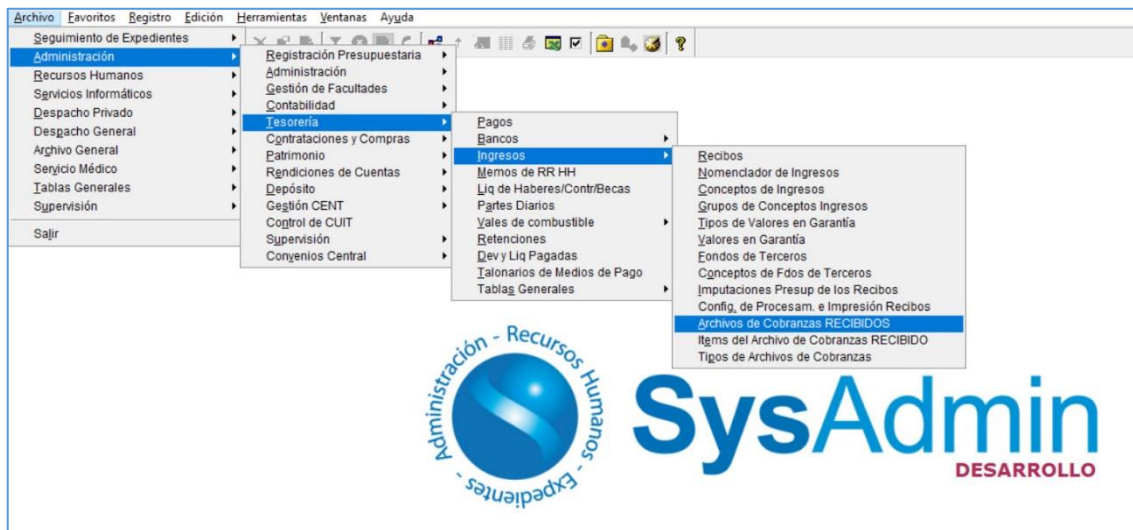 Archivo Favoritos Registro Edición Herramientas Ventanas Ayuda
Seguimiento de Expedientes
Administración
Recursos Humanos
Servicios Informáticos
Despacho Privado
Despacho General
Archivo General
Servicio Médico
Tablas Generales
Supervisión
Salir
Registración Presupuestaria
Administración
Gestión de Facultades
Contabilidad
Tesorería
Contrataciones y Compras
Patrimonio
Rendiciones de Cuentas
Depósito
Gestión CENT
Control de CUIT
Supervisión
Convenios Central
Pagos
Bancos
Ingresos
Memos de RR HH
Liq de Haberes/Contr/Becas
Partes Diarios
Vales de combustible
Retenciones
Dev y Liq Pagadas
Talonarios de Medios de Pago
Tablas Generales
Recibos
Nomenclador de Ingresos
Conceptos de Ingresos
Grupos de Conceptos Ingresos
Tipos de Valores en Garantía
Valores en Garantía
Fondos de Terceros
Conceptos de Fdos de Terceros
Imputaciones Presup de los Recibos
Config. de Procesam. e Impresión Recibos
Archivos de Cobranzas RECIBIDOS
Items del Archivo de Cobranzas RECIBIDO
Tipos de Archivos de Cobranzas
Administración - Recursos Humanos - Expedientes -
SysAdmin
DESARROLLO